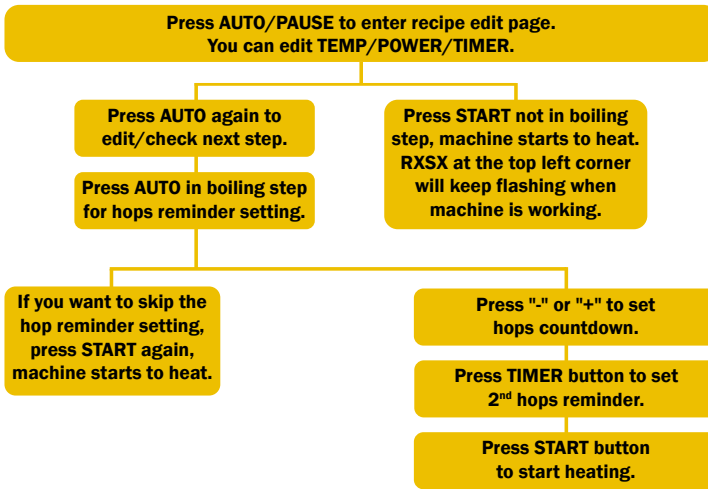 Press AUTO/PAUSE to enter recipe edit page.
You can edit TEMP/POWER/TIMER.
Press AUTO again to
edit/check next step.
Press START not in boiling
step, machine starts to heat.
RXSX at the top left corner
will keep flashing when
machine is working.
Press AUTO in boiling step
for hops reminder setting.
If you want to skip the
hop reminder setting,
press START again,
machine starts to heat.
Press "-" or "+" to set
hops countdown.
Press TIMER button to set
2nd hops reminder.
Press START button
to start heating.